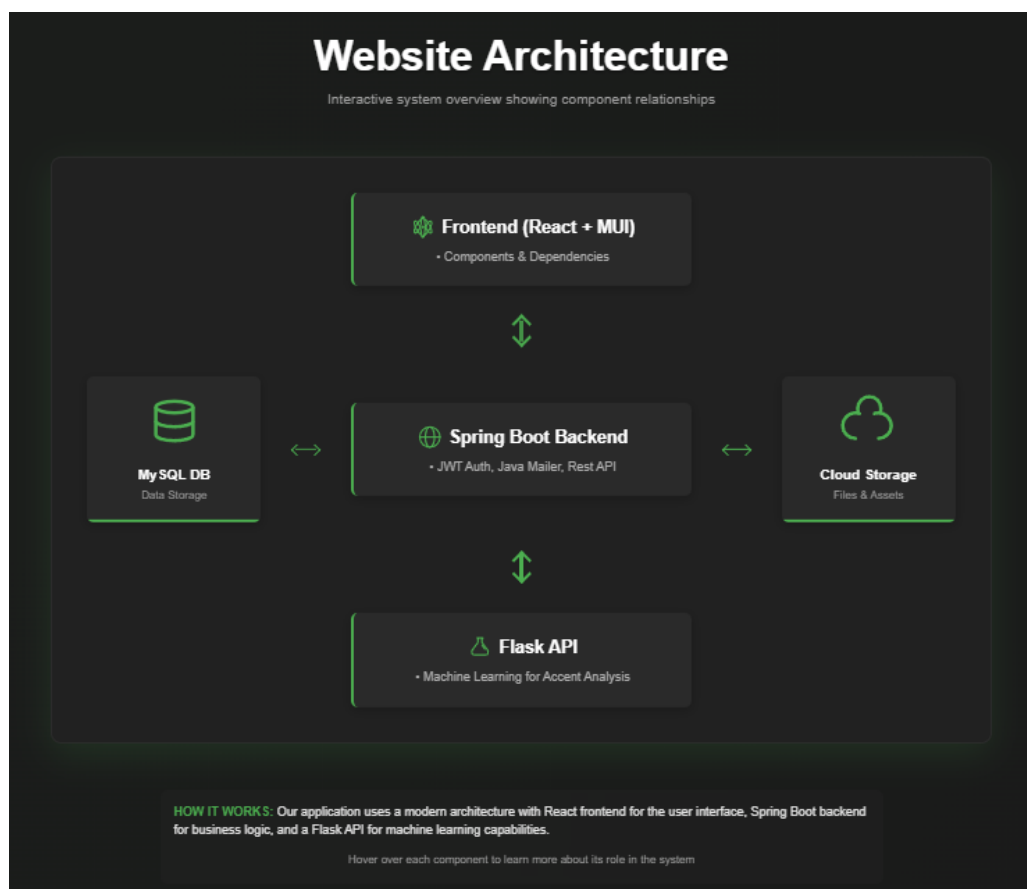 Website Architecture
Interactive system overview showing component relationships
Frontend (React + MUI)
• Components & Dependencies
MySQL DB
Data Storage
Spring Boot Backend
• JWT Auth, Java Mailer, Rest API
Cloud Storage
Files & Assets
Flask API
• Machine Learning for Accent Analysis
HOW IT WORKS: Our application uses a modern architecture with React frontend for the user interface, Spring Boot backend
for business logic, and a Flask API for machine learning capabilities.
Hover over each component to learn more about its role in the system